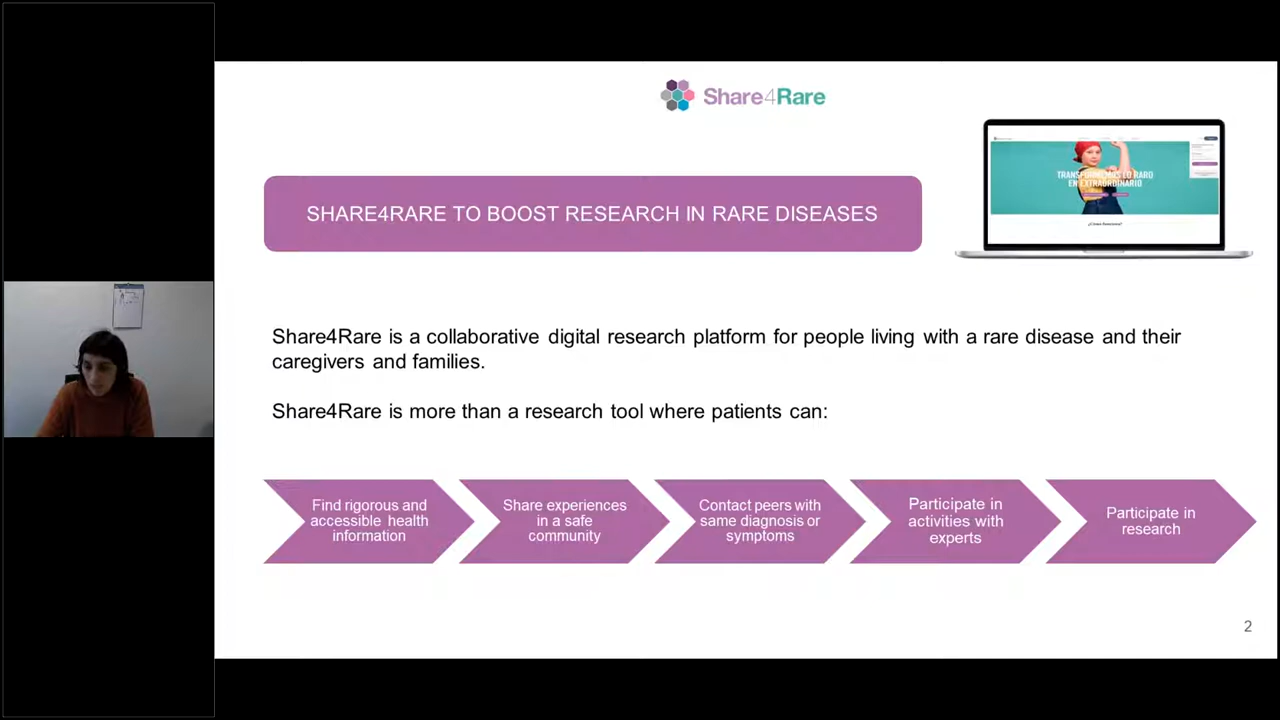 Share4Rare
TRANSFORMEMOS LO RARO
EN EXTRAORDINARIO
SHARE4RARE TO BOOST RESEARCH IN RARE DISEASES
Share4Rare is a collaborative digital research platform for people living with a rare disease and their
caregivers and families.
Share4Rare is more than a research tool where patients can:
Find rigorous and
accessible health
information
Share experiences
in a safe
community
Contact peers with
same diagnosis or
symptoms
Participate in
activities with
experts
Participate in
research
2